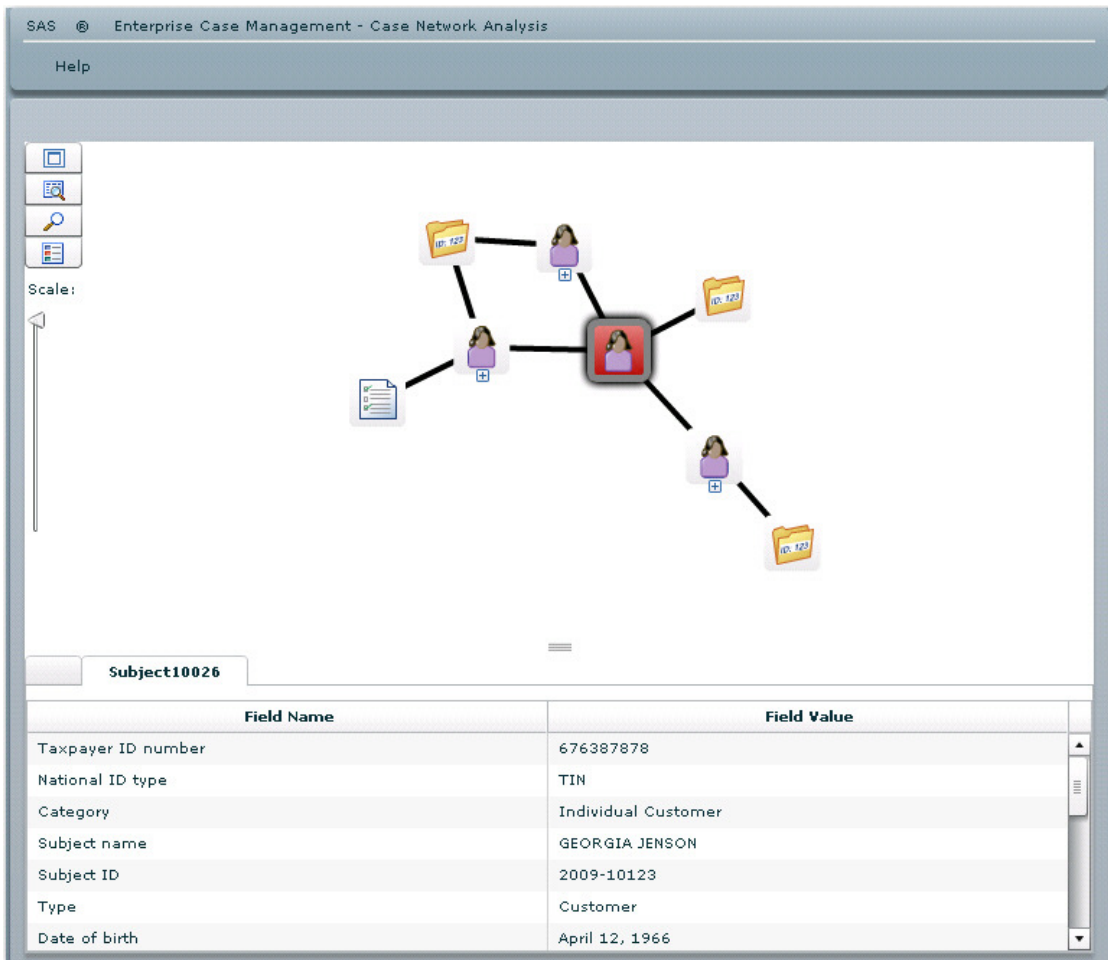 SAS ® Enterprise Case Management - Case Network Analysis
Help
Scale:
ID: 123
ID: 123
ID: 123
Subject10026
Field Name Field Value
Taxpayer ID number 676387878
National ID type TIN
Category Individual Customer
Subject name GEORGIA JENSON
Subject ID 2009-10123
Type Customer
Date of birth April 12, 1966